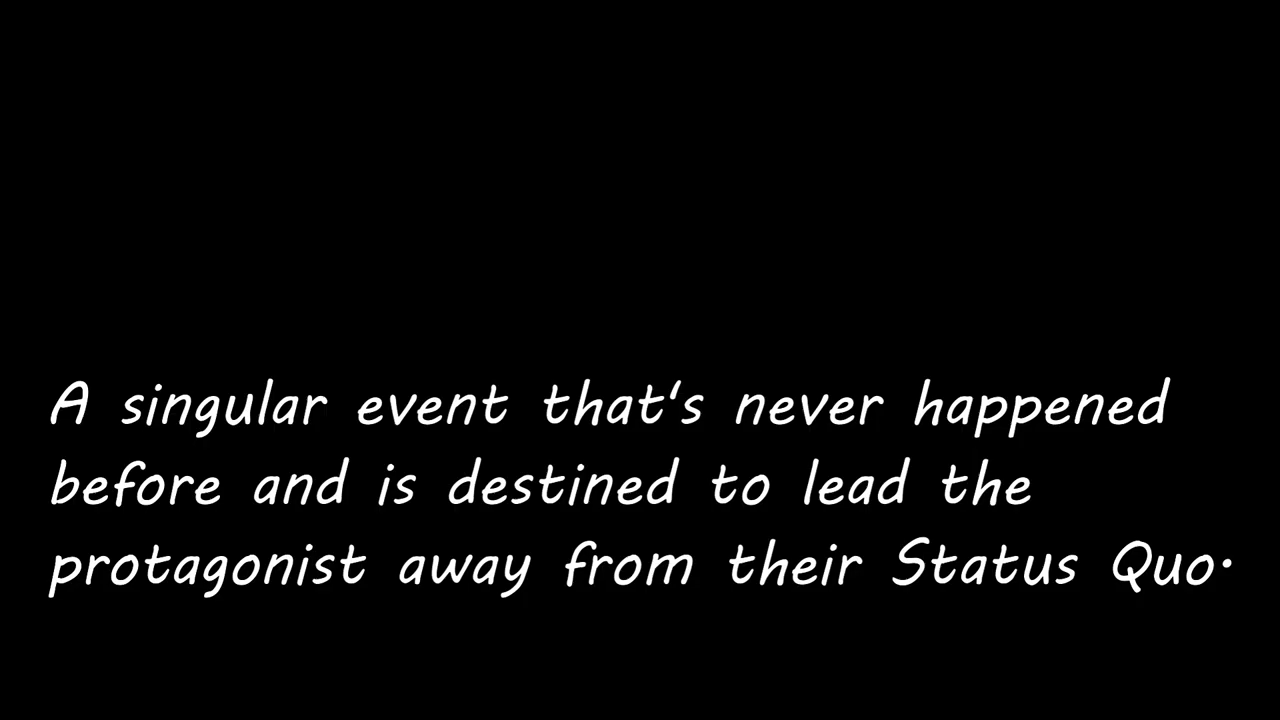 A singular event that's never happened
before and is destined to lead the
protagonist away from their Status Quo.